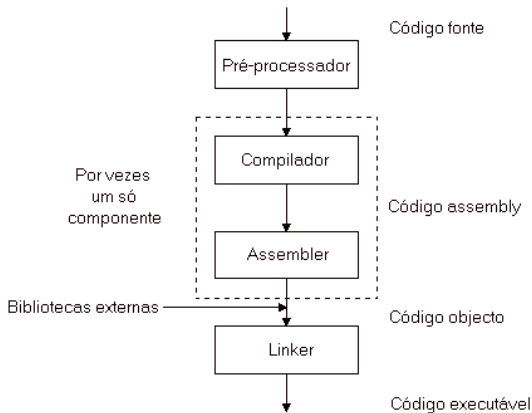 Código fonte
Pré-processador
Compilador
Por vezes
um só
componente
Código assembly
Assembler
Bibliotecas externas
Código objecto
Linker
Código executável